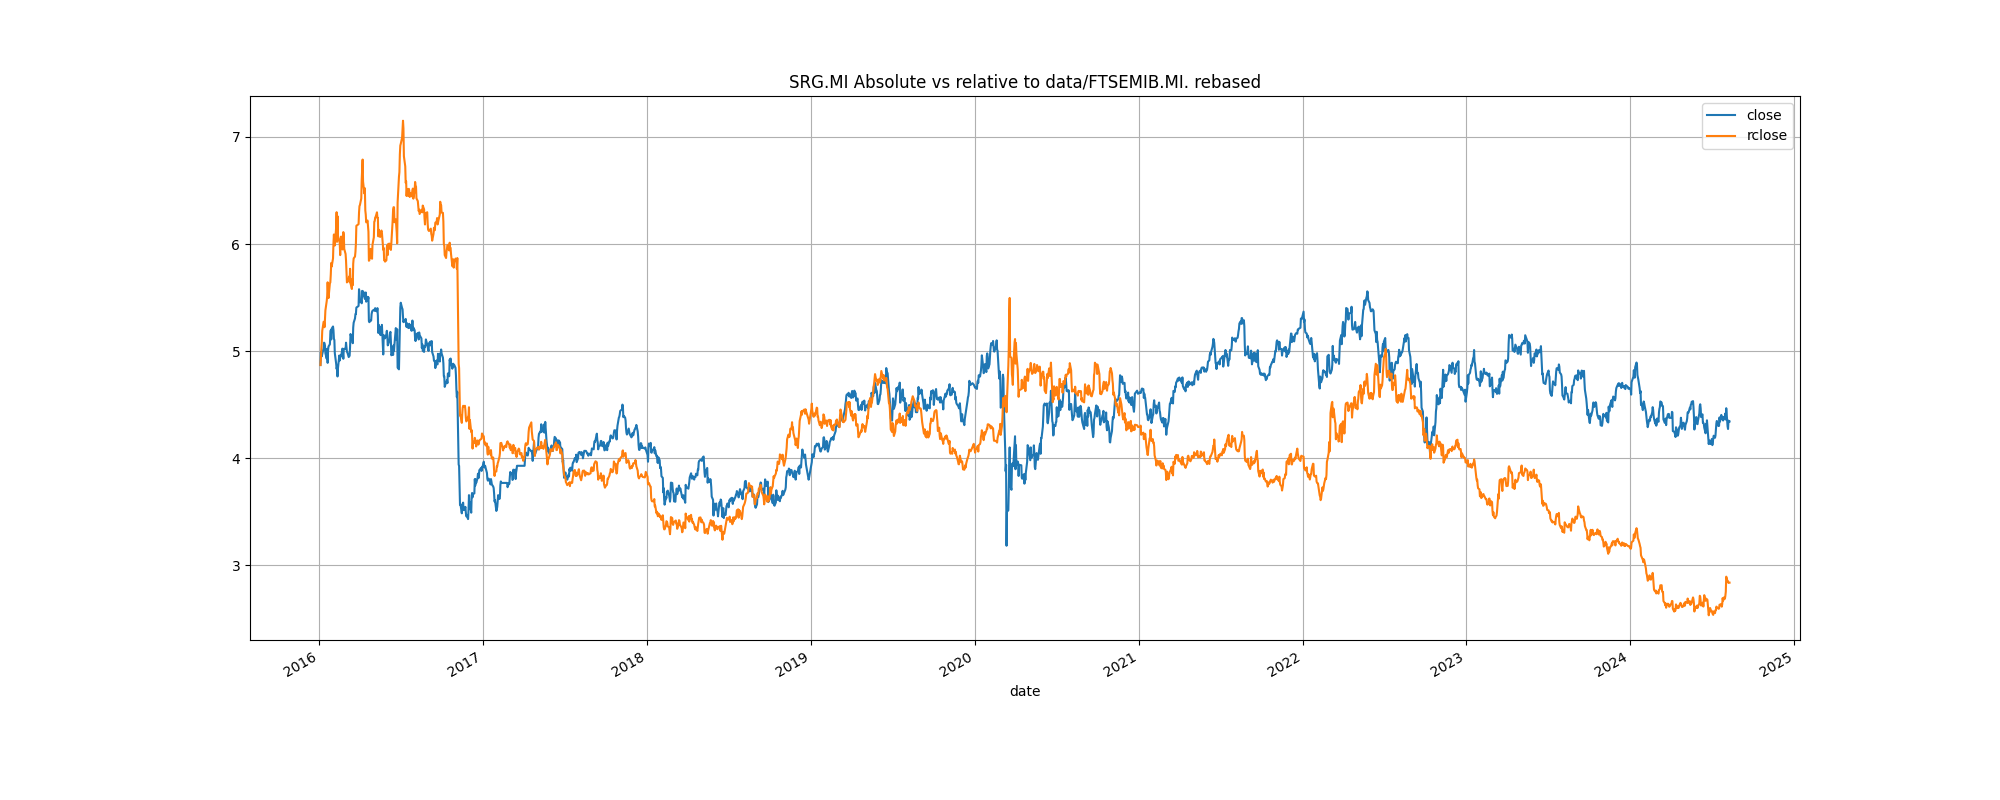 SRG.MI Absolute vs relative to data/FTSEMIB.MI. rebased
close
rclose
7
6
5
4
3
2016 2017 2018 2019 2020 2021 2022 2023 2024 2025
date